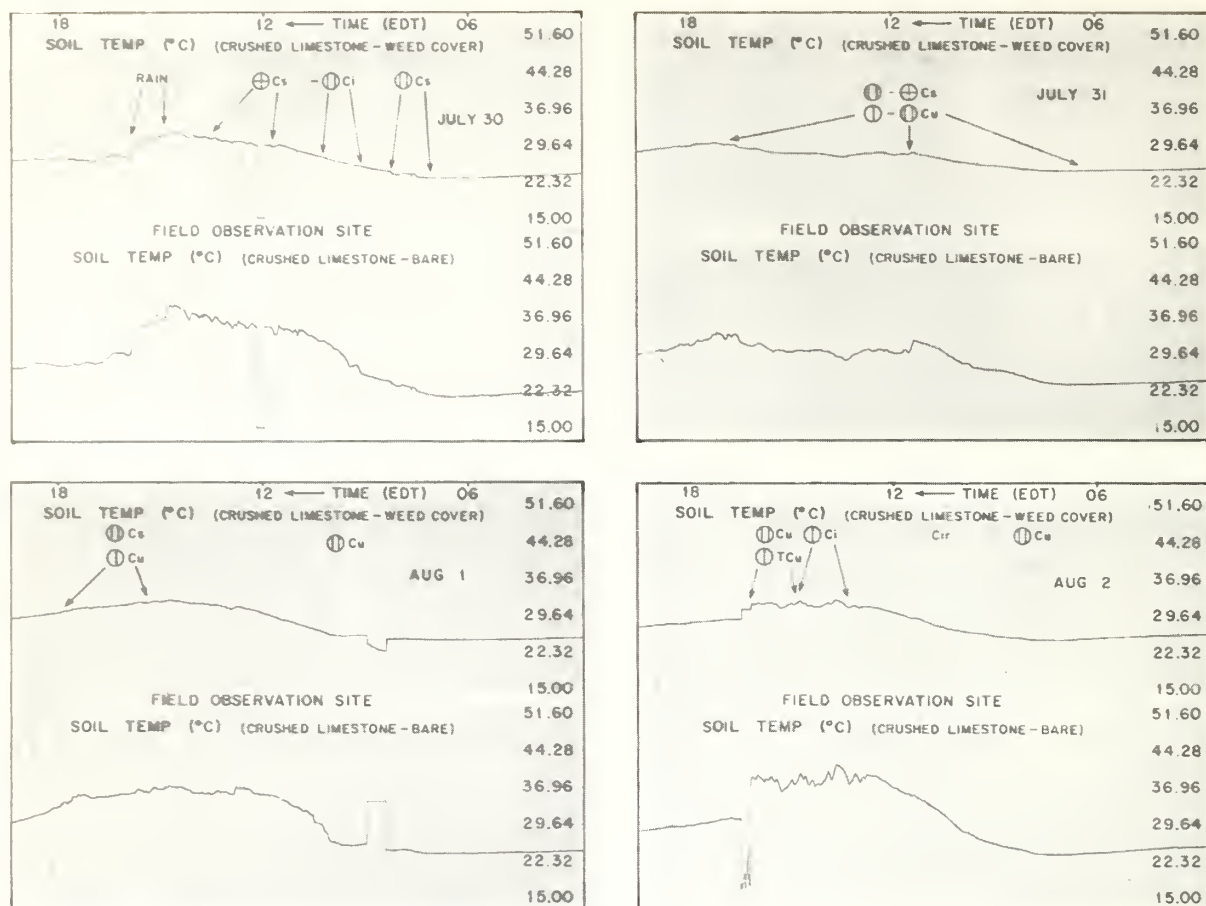 18 12 ← TIME (EDT) 06
SOIL TEMP (°C) (CRUSHED LIMESTONE-WEED COVER)
51.60
44.28
RAIN Cs - Ci Cs
36.96
JULY 30
29.64
22.32
15.00
FIELD OBSERVATION SITE
51.60
SOIL TEMP (°C) (CRUSHED LIMESTONE-BARE)
44.28
36.96
29.64
22.32
15.00
18 12 ← TIME (EDT) 06
51.60
SOIL TEMP (°C) (CRUSHED LIMESTONE-WEED COVER)
44.28
- Cs
JULY 31
36.96
- Cu
29.64
22.32
15.00
FIELD OBSERVATION SITE
51.60
SOIL TEMP (°C) (CRUSHED LIMESTONE-BARE)
44.28
36.96
29.64
22.32
15.00
18 12 ← TIME (EDT) 06
51.60
SOIL TEMP (°C) (CRUSHED LIMESTONE-WEED COVER)
Cs
Cu
44.28
Cu
AUG 1
36.96
29.64
22.32
15.00
FIELD OBSERVATION SITE
51.60
SOIL TEMP (°C) (CRUSHED LIMESTONE-BARE)
44.28
36.96
29.64
22.32
15.00
18 12 ← TIME (EDT) 06
51.60
SOIL TEMP (°C) (CRUSHED LIMESTONE-WEED COVER)
Cu Ci Clr Cu
44.28
TCu
AUG 2
36.96
29.64
22.32
15.00
FIELD OBSERVATION SITE
51.60
SOIL TEMP (°C) (CRUSHED LIMESTONE-BARE)
44.28
36.96
29.64
22.32
15.00